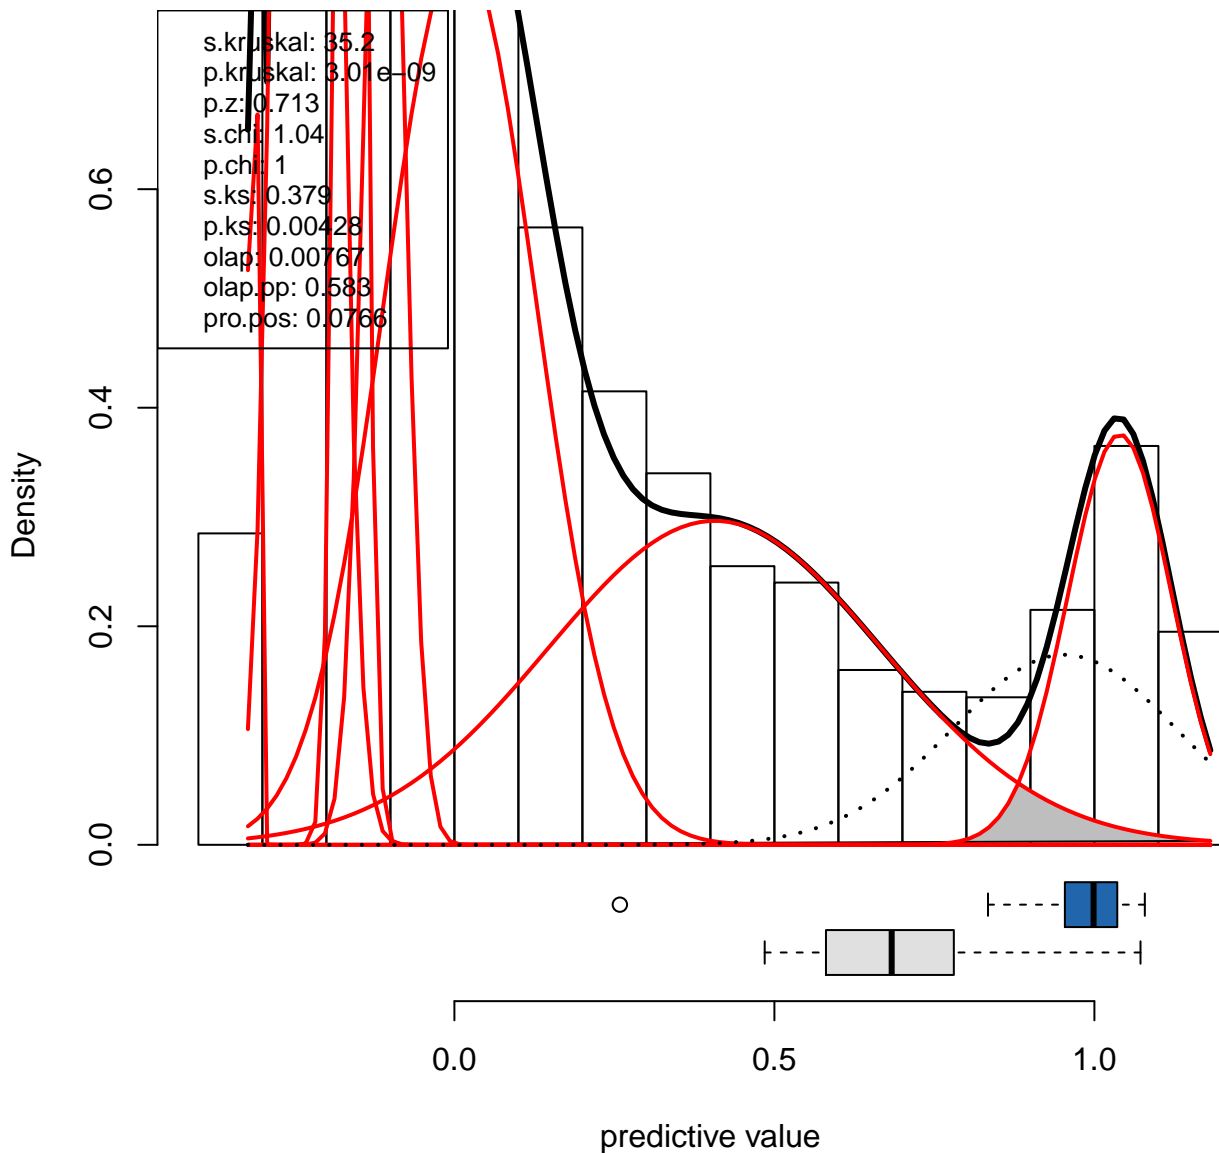 s.kruskal: 35.2
p.kruskal: 3.01e−09
p.z: 0.713
s.chi: 1.04
p.chi: 1
s.ks: 0.379
p.ks: 0.00428
olap: 0.00767
olap.pp: 0.583
pro.pos: 0.0766
0.6
0.4
0.2
0.0
Density
0.0 0.5 1.0
predictive value